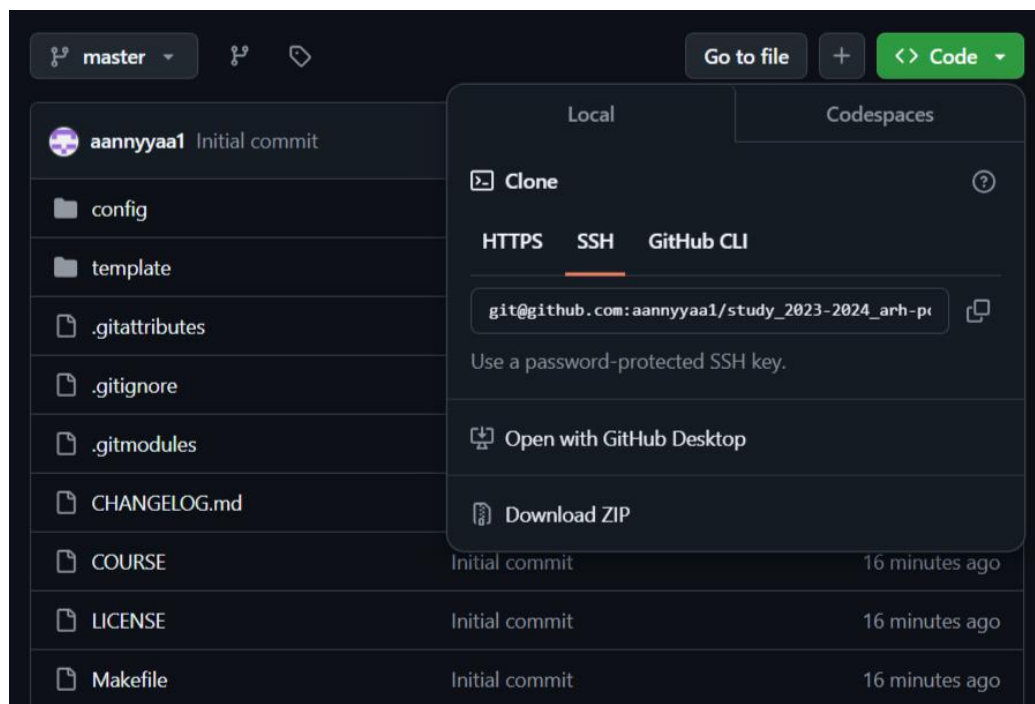 master
Go to file
Code
aannyyaa1 Initial commit
Local
Codespaces
Clone
HTTPS SSH GitHub CLI
git@github.com:aannyyaa1/study_2023-2024_arh-pc
Use a password-protected SSH key.
Open with GitHub Desktop
Download ZIP
config
template
.gitattributes
.gitignore
.gitmodules
CHANGELOG.md
COURSE Initial commit 16 minutes ago
LICENSE Initial commit 16 minutes ago
Makefile Initial commit 16 minutes ago